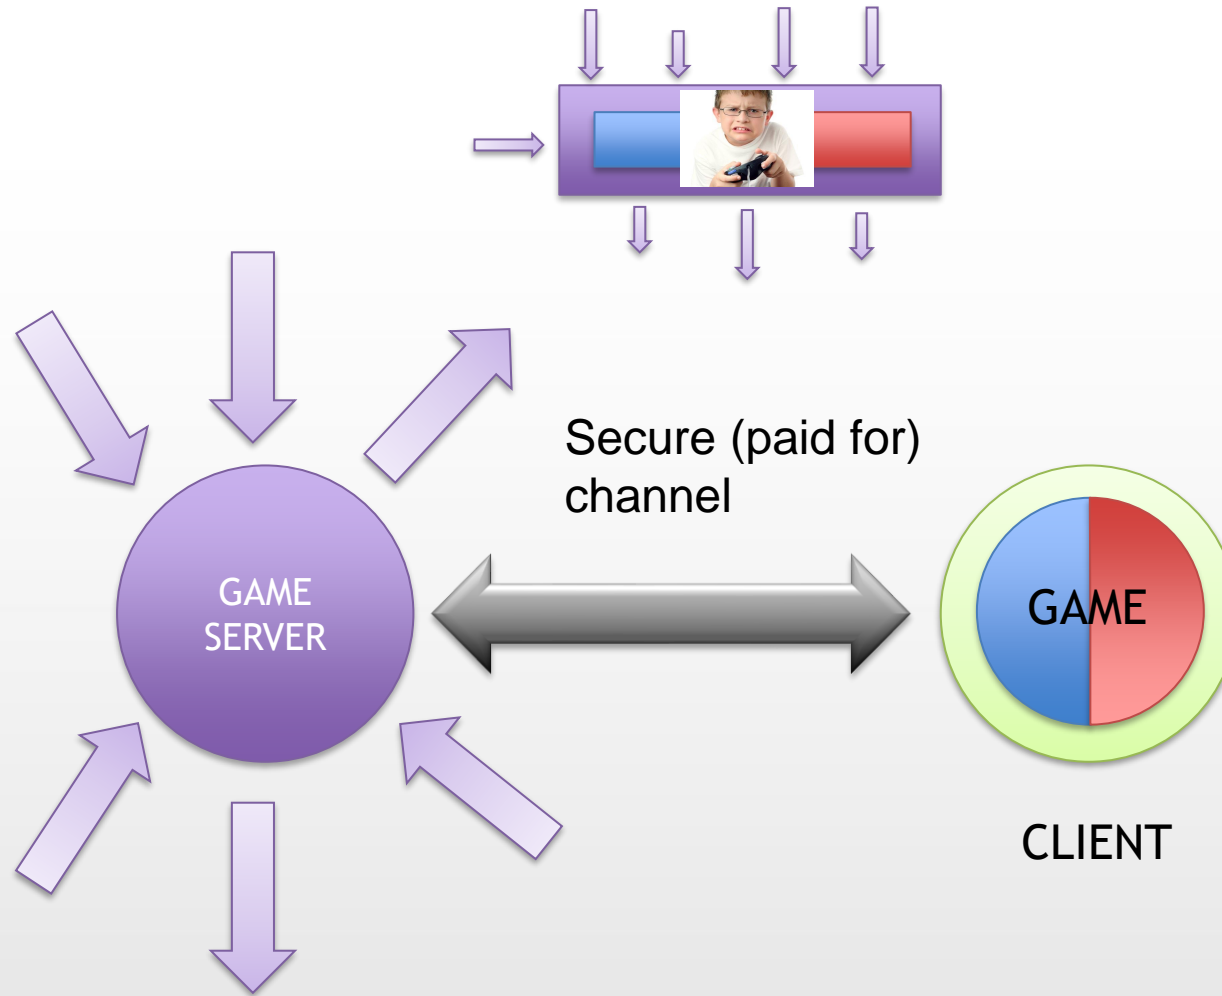 Secure (paid for)
channel
GAME
SERVER
GAME
CLIENT